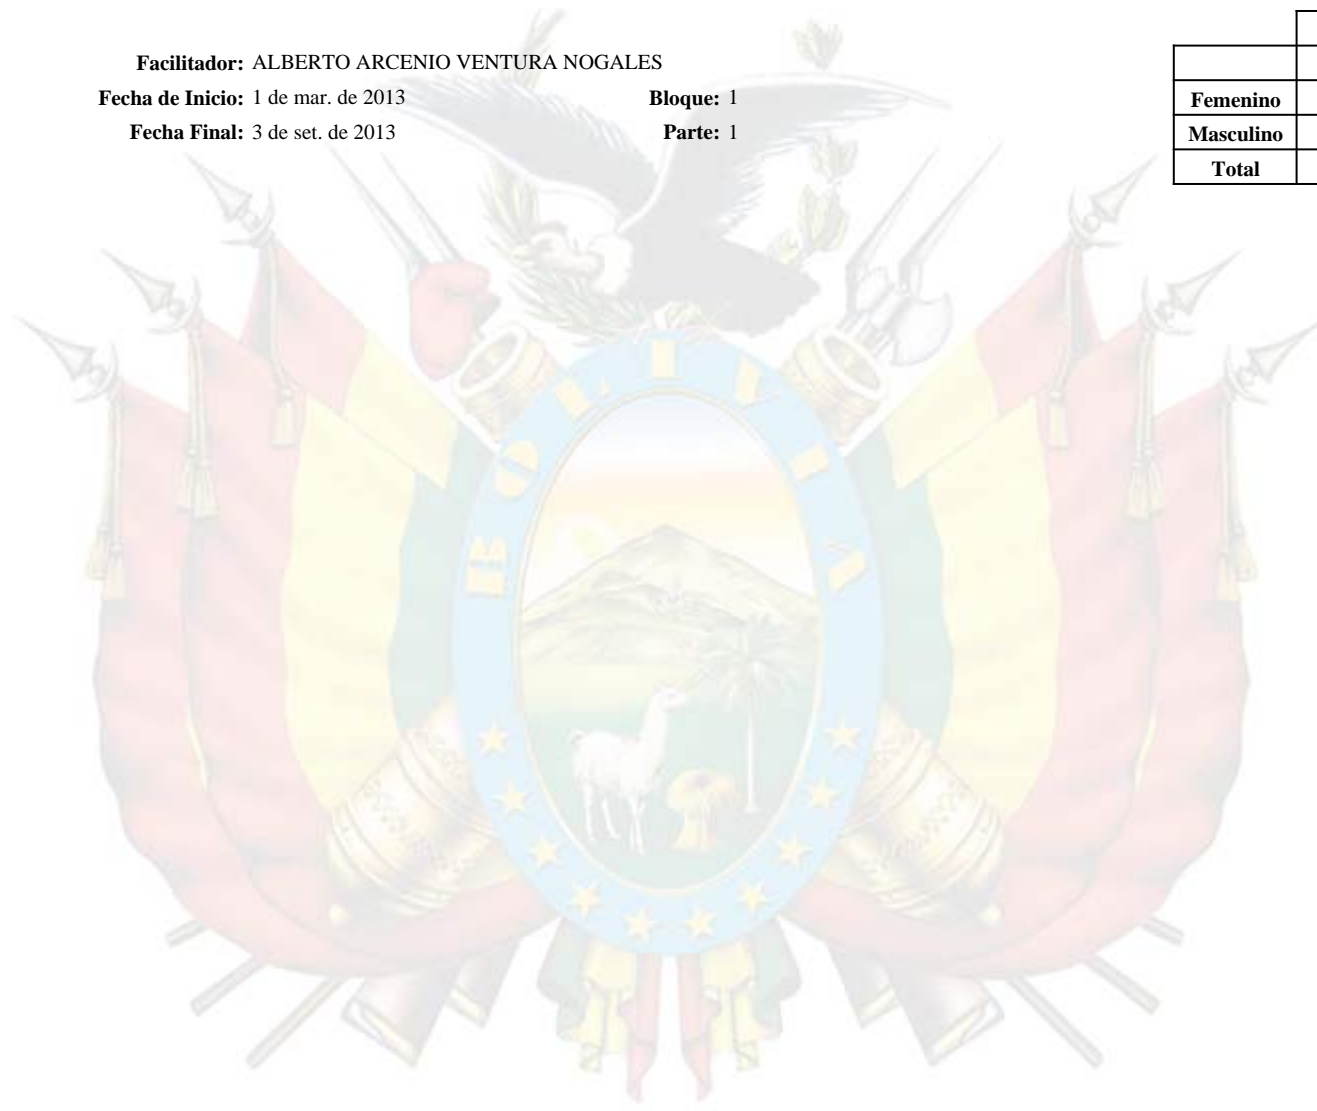 Facilitador: ALBERTO ARCENIO VENTURA NOGALES
Fecha de Inicio: 1 de mar. de 2013 Bloque: 1
Fecha Final: 3 de set. de 2013 Parte: 1
Femenino
Masculino
Total
BOLIVIA